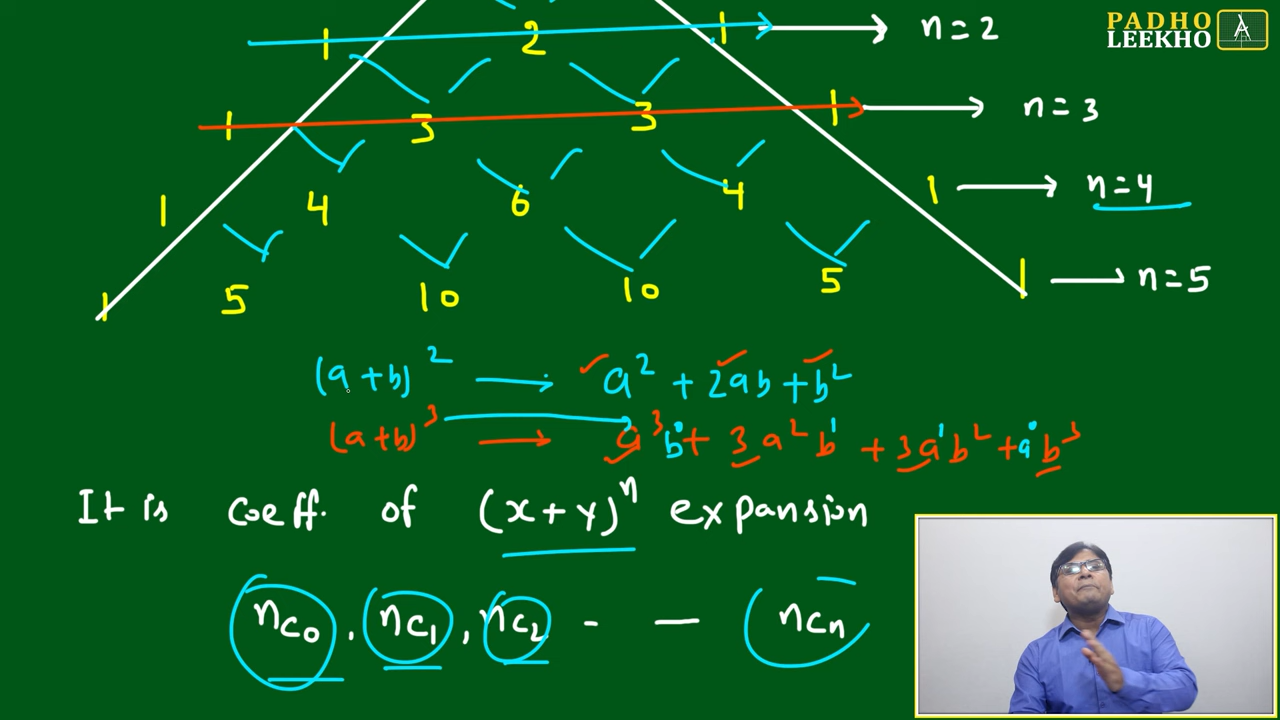 PADHO
LEEKHO
1 2 1 → n=2
1 3 3 1 → n=3
1 4 6 4 1 → n=4
1 5 10 10 5 1 → n=5
(a+b)² → a² + 2ab + b²
(a+b)³ → a³b⁰ + 3a²b¹ + 3a¹b² + a⁰b³
It is coeff. of (x+y)ⁿ expansion
nC₀, nC₁, nC₂ - — nCₙ